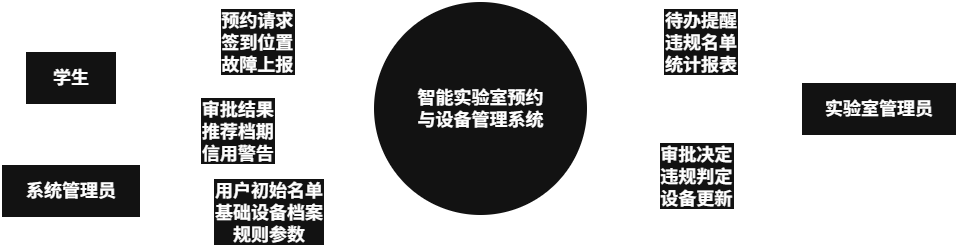 学生
系统管理员
预约请求
签到位置
故障上报
审批结果
推荐档期
信用警告
用户初始名单
基础设备档案
规则参数
智能实验室预约
与设备管理系统
待办提醒
违规名单
统计报表
审批决定
违规判定
设备更新
实验室管理员